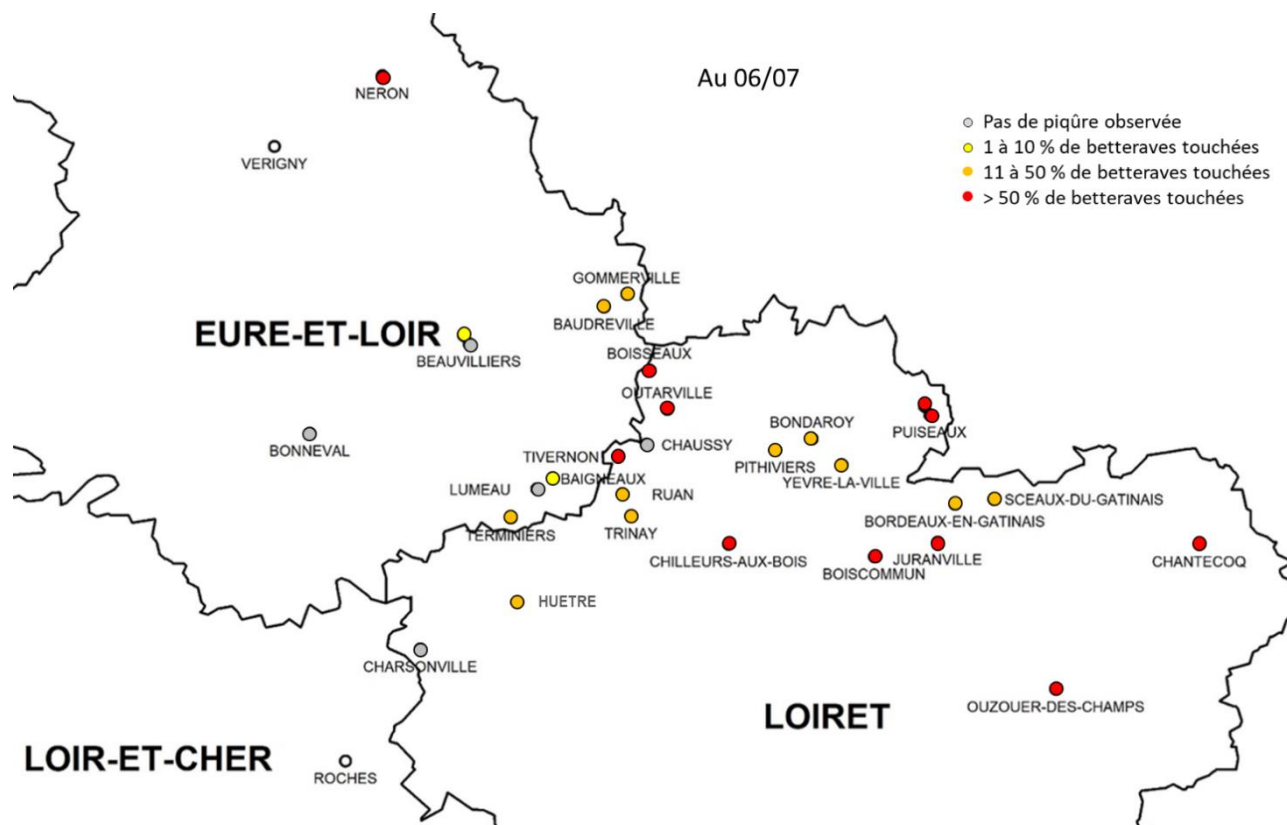 Au 06/07
NERON
Pas de piqûre observée
1 à 10 % de betteraves touchées
11 à 50 % de betteraves touchées
> 50 % de betteraves touchées
VERIGNY
GOMMERVILLE
BAUDREVILLE
EURE-ET-LOIR
BEAUVILLIERS
BOISSEAUX
OUTARVILLE
BONDAROY
PUISEAUX
BONNEVAL
CHAUSSY
TIVERNON
PITHIVIERS
YEVRE-LA-VILLE
BAIGNEAUX
LUMEAU
RUAN
SCEAUX-DU-GATINAIS
BORDEAUX-EN-GATINAIS
TERMINIERS
TRINAY
CHILLEURS-AUX-BOIS
JURANVILLE
CHANTECOQ
BOISCOMMUN
HUETRE
CHARSONVILLE
OUZOUER-DES-CHAMPS
LOIRET
LOIR-ET-CHER
ROCHES